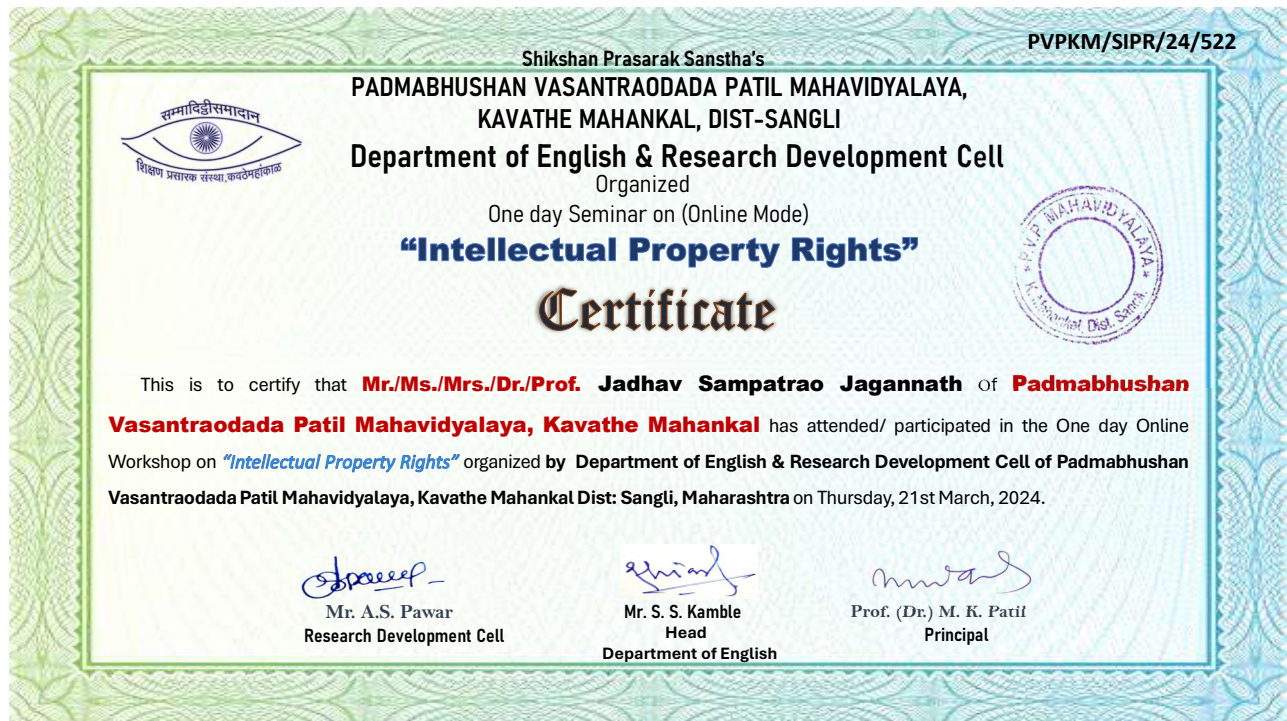 PVPKM/SIPR/24/522
Shikshan Prasarak Sanstha's
PADMABHUSHAN VASANTRAODADA PATIL MAHAVIDYALAYA,
KAVATHE MAHANKAL, DIST-SANGLI
Department of English & Research Development Cell
Organized
One day Seminar on (Online Mode)
“Intellectual Property Rights”
Certificate
सम्मादिट्ठीसमादान
शिक्षण प्रसारक संस्था,कवठेमहांकाळ
P.V.P. MAHAVIDYALAYA
K. Mahankal, Dist. Sangli.
This is to certify that Mr./Ms./Mrs./Dr./Prof. Jadhav Sampatrao Jagannath Of Padmabhushan
Vasantraodada Patil Mahavidyalaya, Kavathe Mahankal has attended/ participated in the One day Online
Workshop on “Intellectual Property Rights” organized by Department of English & Research Development Cell of Padmabhushan
Vasantraodada Patil Mahavidyalaya, Kavathe Mahankal Dist: Sangli, Maharashtra on Thursday, 21st March, 2024.
Mr. A.S. Pawar
Research Development Cell
Mr. S. S. Kamble
Head
Department of English
Prof. (Dr.) M. K. Patil
Principal